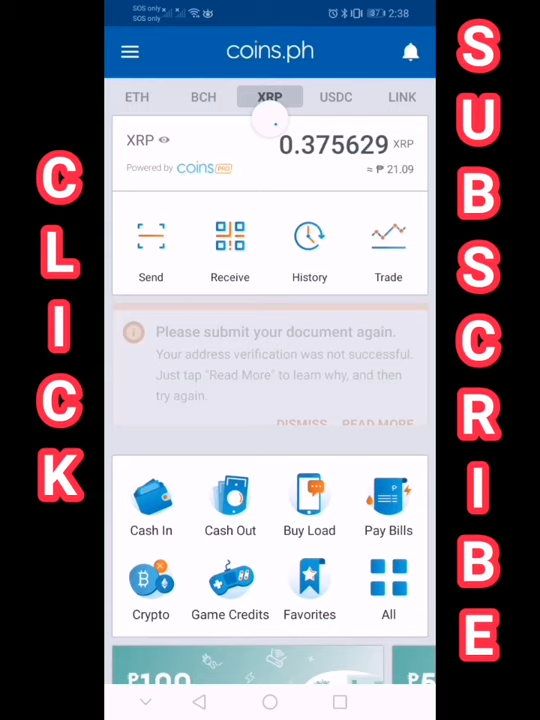 SOS only
SOS only
87
2:38
coins.ph
ETH
BCH
XRP
USDC
LINK
XRP
0.375629 XRP
Powered by coins PRO
≈ ₱ 21.09
Send
Receive
History
Trade
Please submit your document again.
Your address verification was not successful.
Just tap "Read More" to learn why, and then
try again.
DISMISS
READ MORE
Cash In
Cash Out
Buy Load
Pay Bills
Crypto
Game Credits
Favorites
All
₱100
₱5
CLICK
SUBSCRIBE